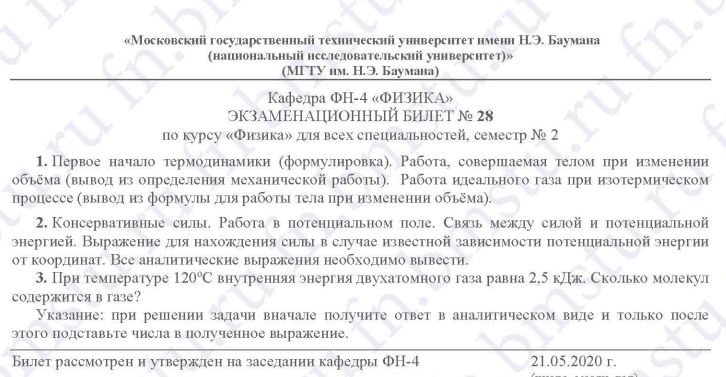 «Московский государственный технический университет имени Н.Э. Баумана
(национальный исследовательский университет)»
(МГТУ им. Н.Э. Баумана)
Кафедра ФН-4 «ФИЗИКА»
ЭКЗАМЕНАЦИОННЫЙ БИЛЕТ № 28
по курсу «Физика» для всех специальностей, семестр № 2
1. Первое начало термодинамики (формулировка). Работа, совершаемая телом при изменении
объёма (вывод из определения механической работы). Работа идеального газа при изотермическом
процессе (вывод из формулы для работы тела при изменении объёма).
2. Консервативные силы. Работа в потенциальном поле. Связь между силой и потенциальной
энергией. Выражение для нахождения силы в случае известной зависимости потенциальной энергии
от координат. Все аналитические выражения необходимо вывести.
3. При температуре 120°С внутренняя энергия двухатомного газа равна 2,5 кДж. Сколько молекул
содержится в газе?
Указание: при решении задачи вначале получите ответ в аналитическом виде и только после
этого подставьте числа в полученное выражение.
Билет рассмотрен и утвержден на заседании кафедры ФН-4 21.05.2020 г.